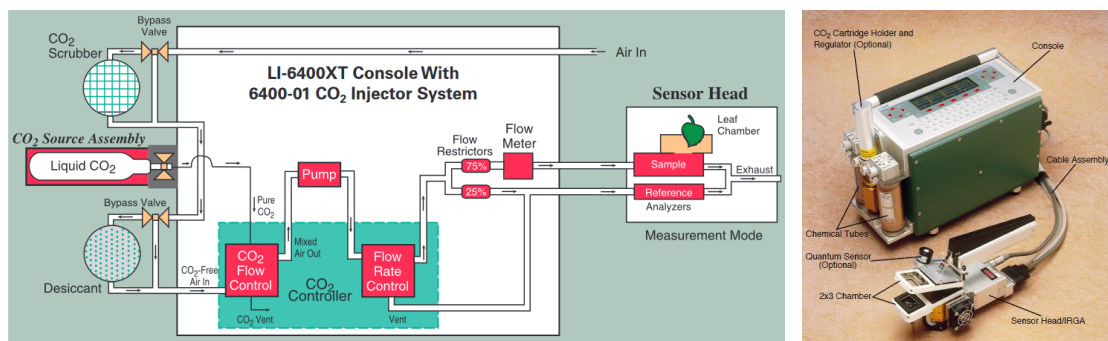 Bypass
Valve
CO2
Scrubber
Air In
LI-6400XT Console With
6400-01 CO2 Injector System
CO2 Source Assembly
Liquid CO2
Bypass Valve
Desiccant
CO2-Free
Air In
Pure
CO2
Pump
Mixed
Air Out
CO2
Flow
Control
CO2
Controller
Flow
Rate
Control
CO2 Vent
Vent
Flow
Restrictors
75%
25%
Flow
Meter
Sensor Head
Leaf
Chamber
Sample
Reference
Analyzers
Exhaust
Measurement Mode
CO2 Cartridge Holder and
Regulator (Optional)
Console
Cable Assembly
Chemical Tubes
Quantum Sensor
(Optional)
2x3 Chamber
Sensor Head/IRGA